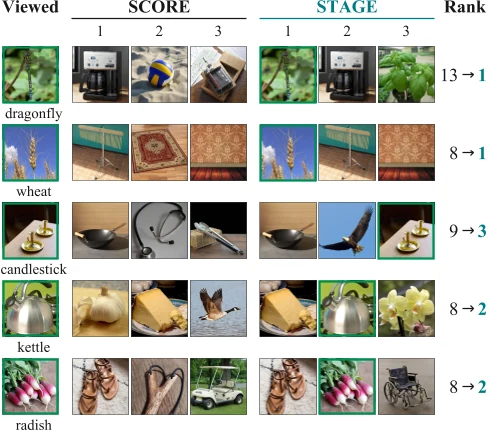 Viewed SCORE STAGE Rank
1 2 3 1 2 3
13 → 1
dragonfly
8 → 1
wheat
9 → 3
candlestick
8 → 2
kettle
8 → 2
radish